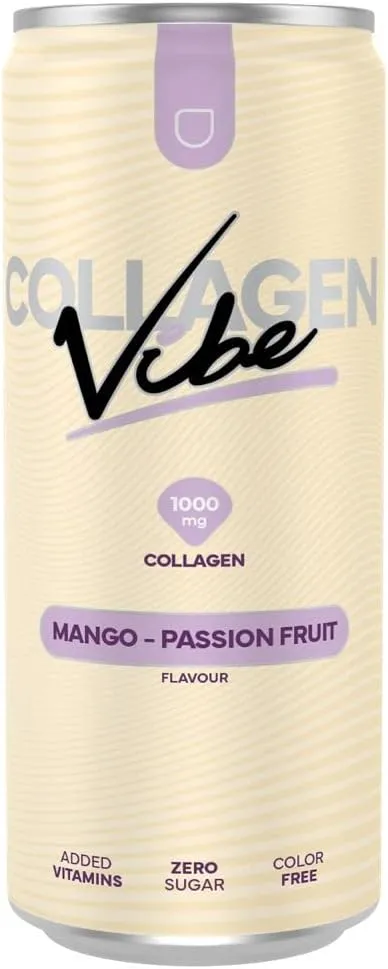 COLLAGEN
Vibe
1000
mg
COLLAGEN
MANGO - PASSION FRUIT
FLAVOUR
ADDED
VITAMINS
ZERO
SUGAR
COLOR
FREE